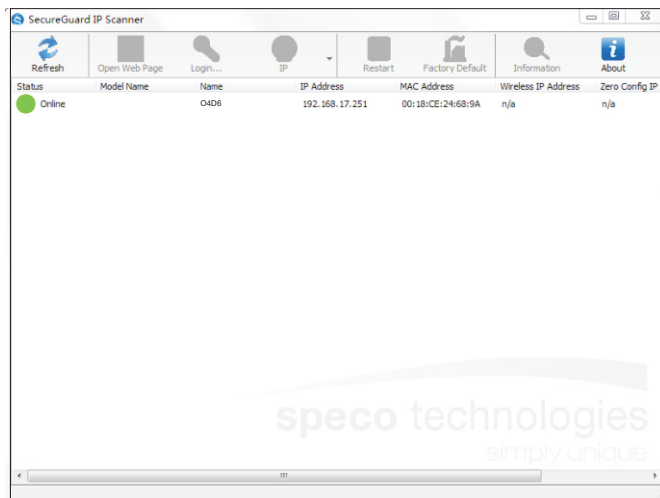 SecureGuard IP Scanner
Refresh Open Web Page Login... IP Restart Factory Default Information About
Status Model Name Name IP Address MAC Address Wireless IP Address Zero Config IP
Online O4D6 192.168.17.251 00:18:CE:24:68:9A n/a n/a
speco technologies
simply unique